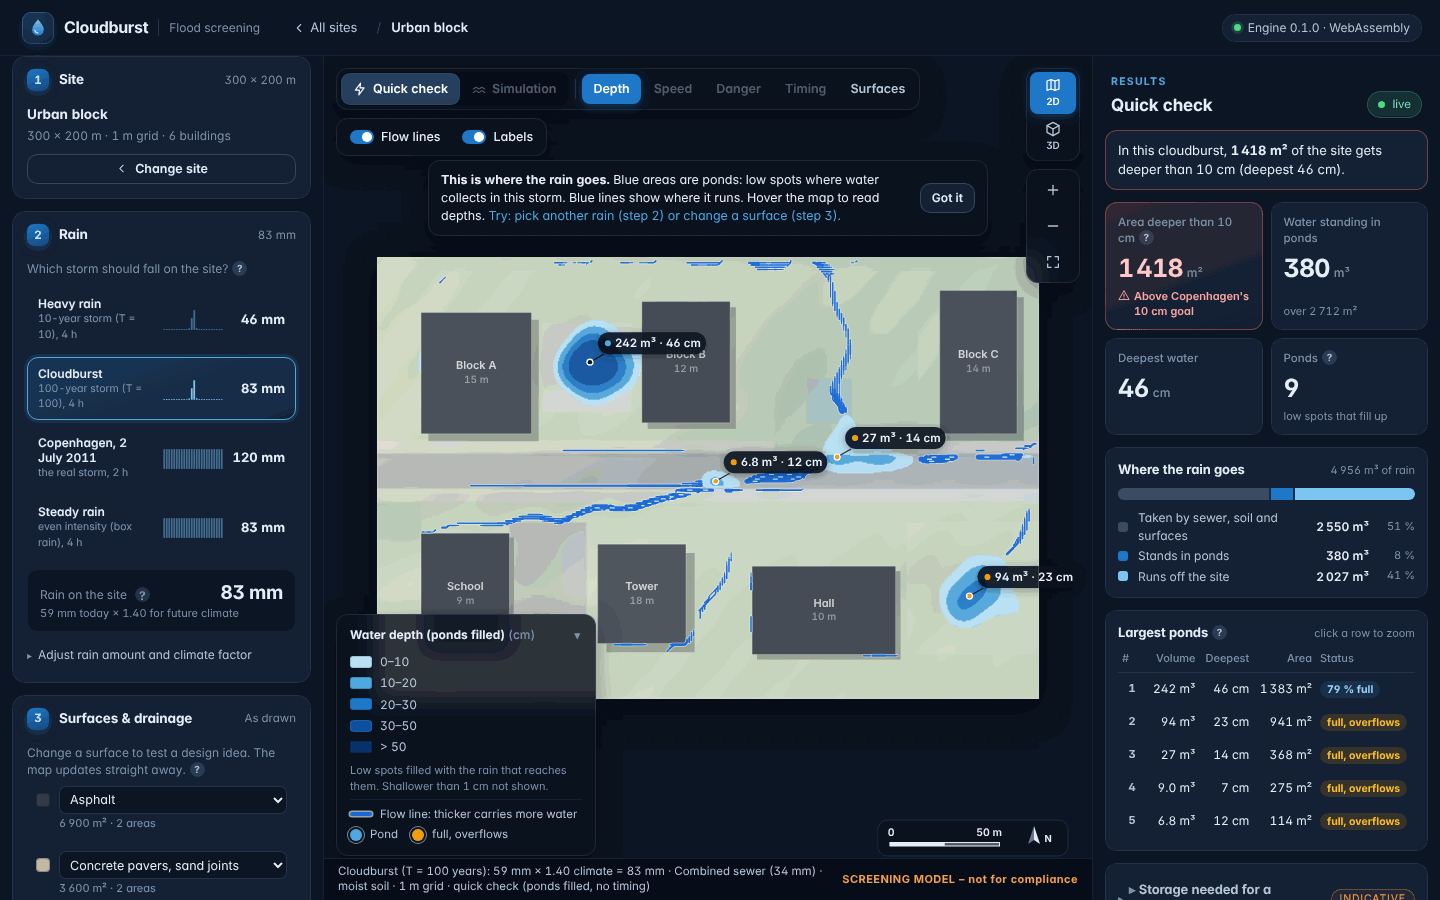 Cloudburst
Flood screening
All sites
/
Urban block
Engine 0.1.0 · WebAssembly
1
Site
300 × 200 m
Urban block
300 × 200 m · 1 m grid · 6 buildings
Change site
2
Rain
83 mm
Which storm should fall on the site? ?
Heavy rain
10-year storm (T =
10), 4 h
46 mm
Cloudburst
100-year storm (T =
100), 4 h
83 mm
Copenhagen, 2
July 2011
the real storm, 2 h
120 mm
Steady rain
even intensity (box
rain), 4 h
83 mm
Rain on the site ?
83 mm
59 mm today × 1.40 for future climate
Adjust rain amount and climate factor
3
Surfaces & drainage
As drawn
Change a surface to test a design idea. The
map updates straight away. ?
Asphalt
6 900 m² · 2 areas
Concrete pavers, sand joints
3 600 m² · 2 areas
Quick check
Simulation
Depth
Speed
Danger
Timing
Surfaces
Flow lines
Labels
2D
3D
This is where the rain goes. Blue areas are ponds: low spots where water
collects in this storm. Blue lines show where it runs. Hover the map to read
depths. Try: pick another rain (step 2) or change a surface (step 3).
Got it
Block A
15 m
242 m³ · 46 cm
Block B
12 m
Block C
14 m
27 m³ · 14 cm
6.8 m³ · 12 cm
School
9 m
Tower
18 m
Hall
10 m
94 m³ · 23 cm
Water depth (ponds filled) (cm)
0–10
10–20
20–30
30–50
> 50
Low spots filled with the rain that reaches
them. Shallower than 1 cm not shown.
Flow line: thicker carries more water
Pond
full, overflows
0
50 m
N
Cloudburst (T = 100 years): 59 mm × 1.40 climate = 83 mm · Combined sewer (34 mm) ·
moist soil · 1 m grid · quick check (ponds filled, no timing)
SCREENING MODEL – not for compliance
RESULTS
Quick check
live
In this cloudburst, 1 418 m² of the site gets
deeper than 10 cm (deepest 46 cm).
Area deeper than 10
cm ?
1 418 m²
Above Copenhagen's
10 cm goal
Water standing in
ponds
380 m³
over 2 712 m²
Deepest water
46 cm
Ponds ?
9
low spots that fill up
Where the rain goes
4 956 m³ of rain
Taken by sewer, soil and
surfaces
2 550 m³
51 %
Stands in ponds
380 m³
8 %
Runs off the site
2 027 m³
41 %
Largest ponds ?
click a row to zoom
# Volume Deepest Area Status
1 242 m³ 46 cm 1 383 m² 79 % full
2 94 m³ 23 cm 941 m² full, overflows
3 27 m³ 14 cm 368 m² full, overflows
4 9.0 m³ 7 cm 275 m² full, overflows
5 6.8 m³ 12 cm 114 m² full, overflows
Storage needed for a
INDICATIVE